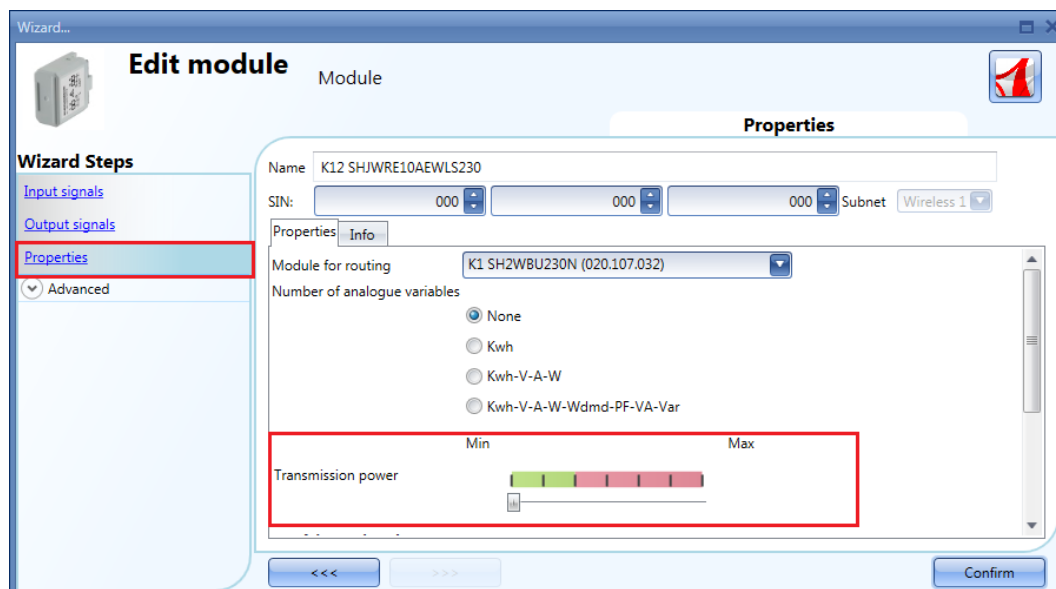 Wizard...
Edit module
Module
Properties
Wizard Steps
Input signals
Output signals
Properties
Advanced
Name K12 SHJWRE10AEWLS230
SIN: 000 000 000 Subnet Wireless 1
Properties Info
Module for routing K1 SH2WBU230N (020.107.032)
Number of analogue variables
None
Kwh
Kwh-V-A-W
Kwh-V-A-W-Wdmd-PF-VA-Var
Min Max
Transmission power
<<< >>> Confirm